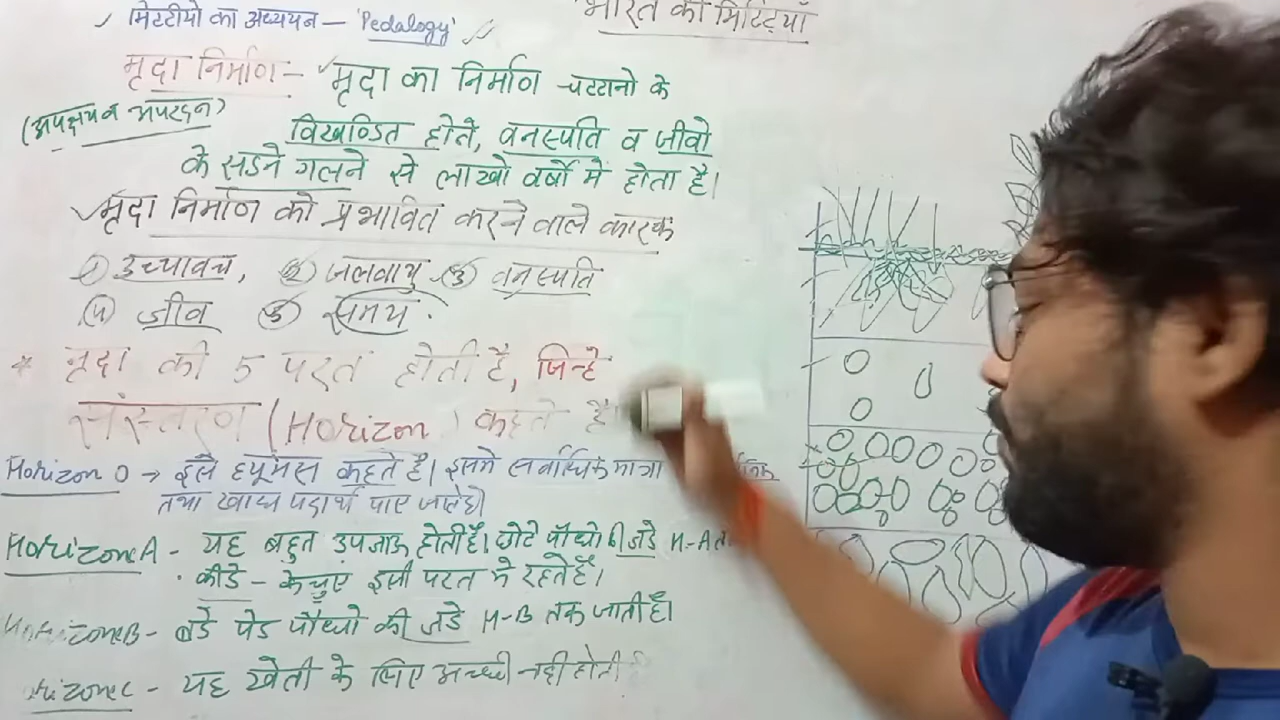 भारत की मिट्टियाँ
मिट्टीयो का अध्ययन – 'Pedology'
मृदा निर्माण – मृदा का निर्माण चट्टानो के
(अपक्षय व अपरदन)
विखण्डित होने, वनस्पति व जीवो
के सडने गलने से लाखो वर्षो में होता है।
मृदा निर्माण को प्रभावित करने वाले कारक
① उच्चावच, ② जलवायु ③ वनस्पति
④ जीव ⑤ समय.
* मृदा की 5 परत होती है, जिन्हे
संस्तरण (Horizon) कहते है
Horizon O → इसे ह्यूमस कहते है। इसमे सर्वाधिक मात्रा
तथा खाद्य पदार्थ पाए जाते है।
Horizone A - यह बहुत उपजाऊ होती है। छोटे पौधो की जडे H-A
कीडे – केचुए इसी परत मे रहते है।
Horizone B - बडे पेड पौधो की जडे H-B तक जाती है।
Horizone C - यह खेती के लिए अच्छी नही होती